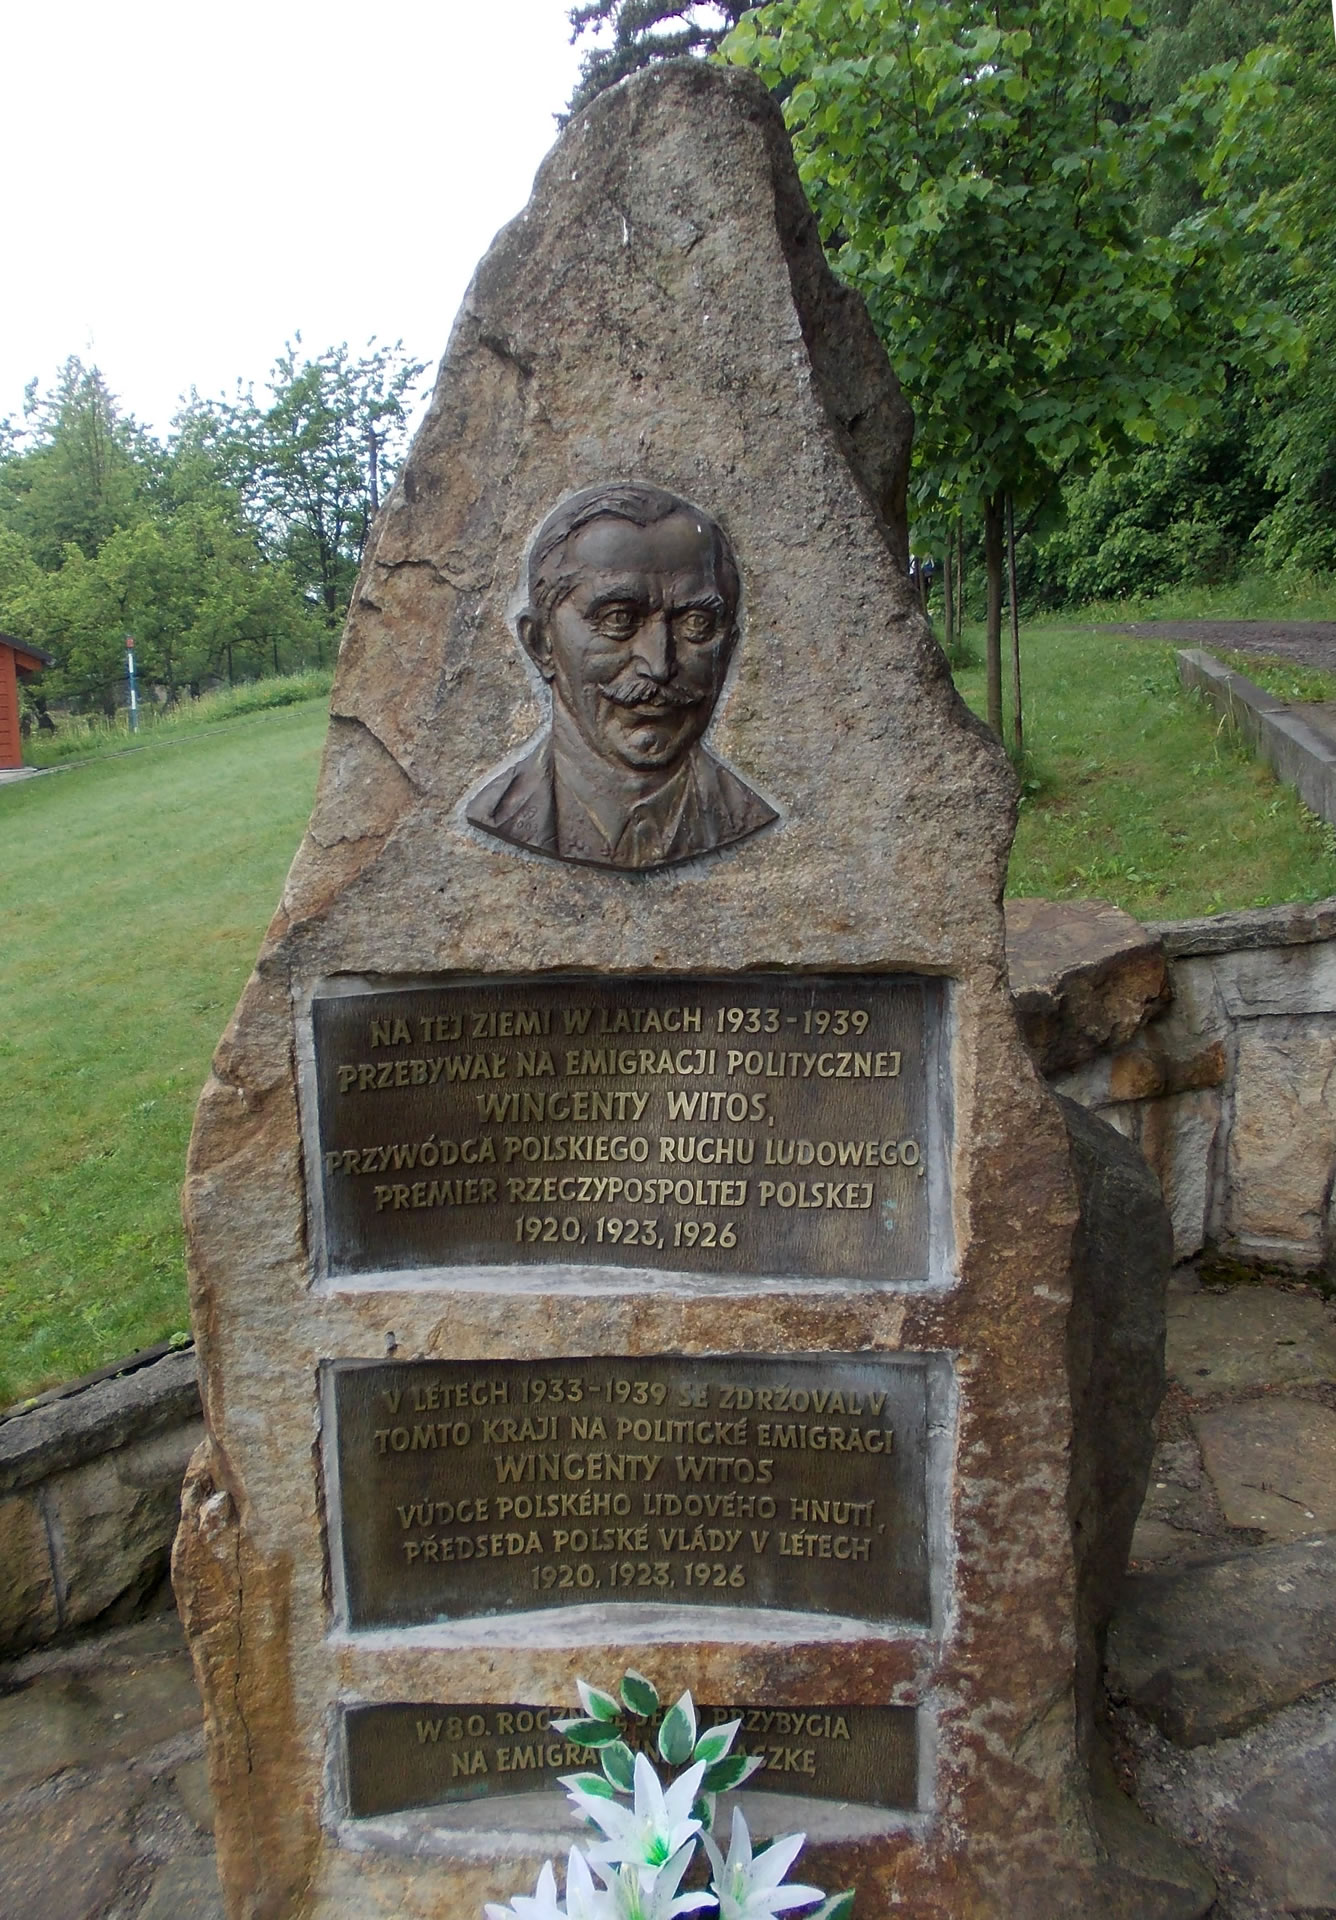 NA TEJ ZIEMI W LATACH 1933-1939
PRZEBYWAŁ NA EMIGRACJI POLITYCZNEJ
WINCENTY WITOS,
PRZYWÓDCA POLSKIEGO RUCHU LUDOWEGO,
PREMIER RZECZYPOSPOLTEJ POLSKEJ
1920, 1923, 1926
V LÉTECH 1933-1939 SE ZDRŽOVAL V
TOMTO KRAJI NA POLITICKÉ EMIGRACI
WINCENTY WITOS
VŮDCE POLSKÉHO LIDOVÉHO HNUTÍ,
PŘEDSEDA POLSKÉ VLÁDY V LÉTECH
1920, 1923, 1926
W 80. PRZYBYCIA
NA